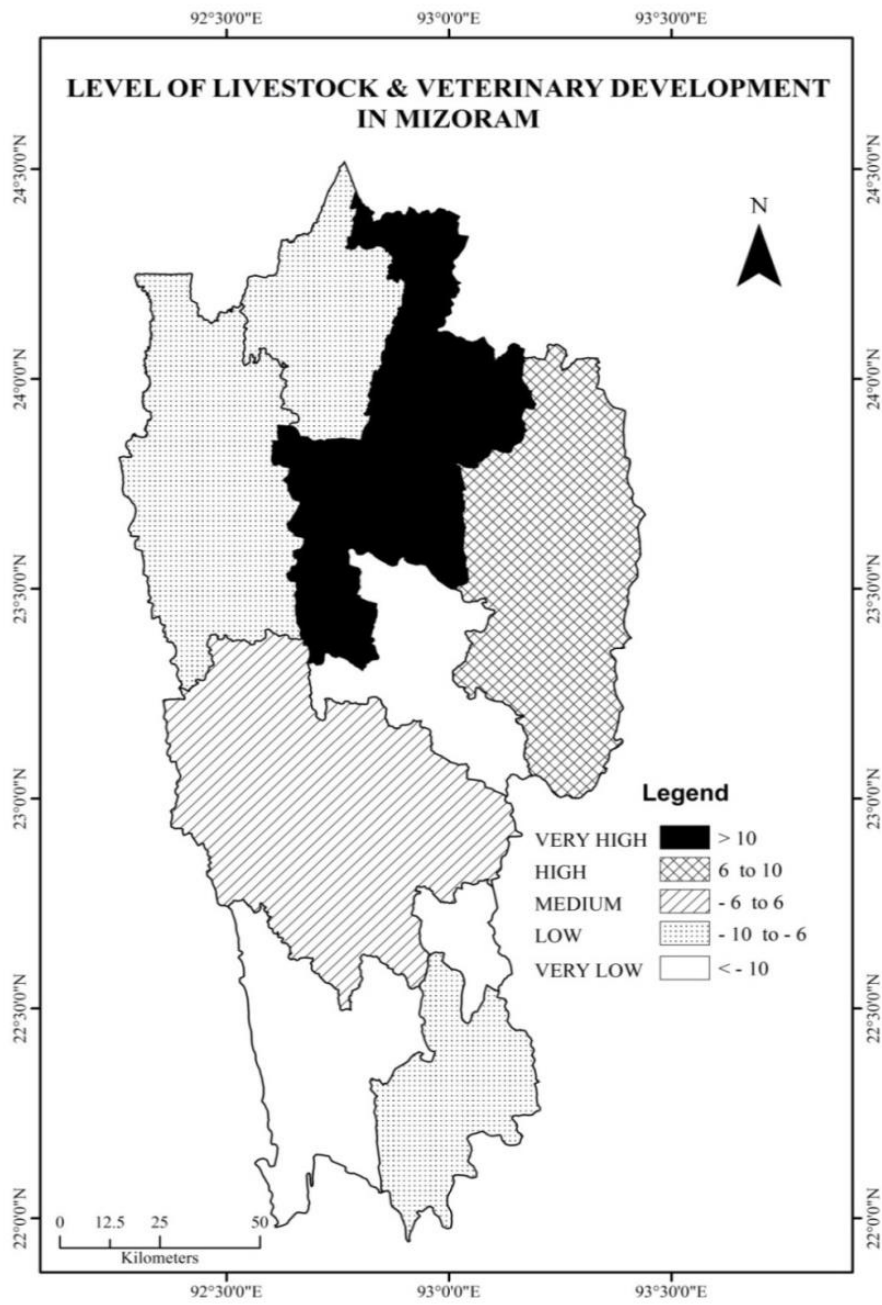 92°30'0"E 93°0'0"E 93°30'0"E
LEVEL OF LIVESTOCK & VETERINARY DEVELOPMENT
IN MIZORAM
24°30'0"N 24°30'0"N
N
24°0'0"N 24°0'0"N
23°30'0"N 23°30'0"N
23°0'0"N 23°0'0"N
Legend
VERY HIGH > 10
HIGH 6 to 10
MEDIUM - 6 to 6
LOW - 10 to - 6
VERY LOW < - 10
22°30'0"N 22°30'0"N
22°0'0"N 22°0'0"N
0 12.5 25 50
Kilometers
92°30'0"E 93°0'0"E 93°30'0"E